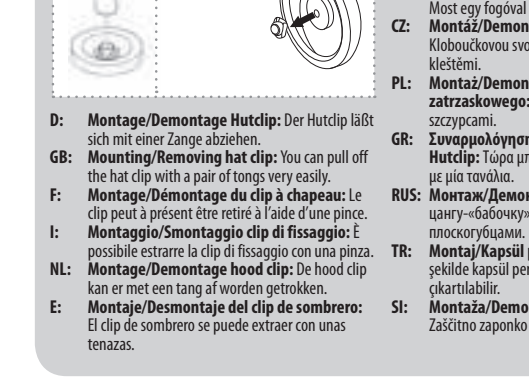 D: Montage/Demontage Hutclip: Der Hutclip läßt
sich mit einer Zange abziehen.
GB: Mounting/Removing hat clip: You can pull off
the hat clip with a pair of tongs very easily.
F: Montage/Démontage du clip à chapeau: Le
clip peut à présent être retiré à l'aide d'une pince.
I: Montaggio/Smontaggio clip di fissaggio: È
possibile estrarre la clip di fissaggio con una pinza.
NL: Montage/Demontage hood clip: De hood clip
kan er met een tang af worden getrokken.
E: Montaje/Desmontaje del clip de sombrero:
El clip de sombrero se puede extraer con unas
tenazas.
Most egy fogóval
CZ: Montáž/Demon
Kloboučkovou svo
kleštěmi.
PL: Montaż/Demon
zatrzaskowego:
szczypcami.
GR: Συναρμολόγηση
Hutclip: Τώρα μπ
με μία τανάλια.
RUS: Монтаж/Демон
цангу-«бабочку»
плоскогубцами.
TR: Montaj/Kapsül p
şekilde kapsül per
çıkartılabilir.
SI: Montaža/Demo
Zaščitno zaponko